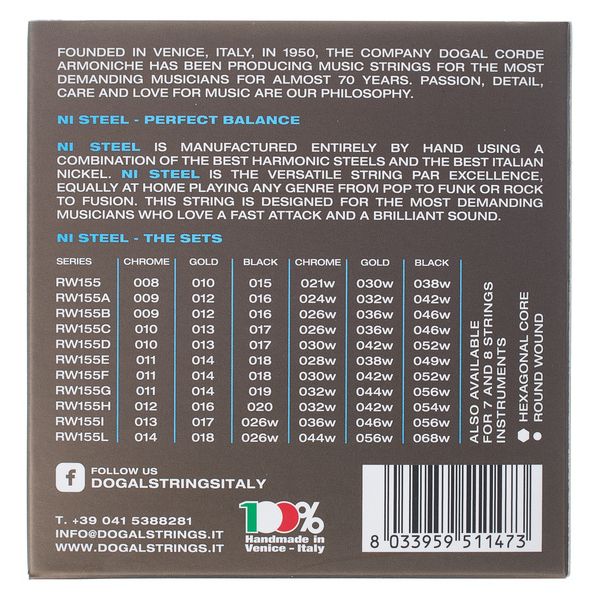 FOUNDED IN VENICE, ITALY, IN 1950, THE COMPANY DOGAL CORDE
ARMONICHE HAS BEEN PRODUCING MUSIC STRINGS FOR THE MOST
DEMANDING MUSICIANS FOR ALMOST 70 YEARS. PASSION, DETAIL,
CARE AND LOVE FOR MUSIC ARE OUR PHILOSOPHY.
NI STEEL - PERFECT BALANCE
NI STEEL IS MANUFACTURED ENTIRELY BY HAND USING A
COMBINATION OF THE BEST HARMONIC STEELS AND THE BEST ITALIAN
NICKEL. NI STEEL IS THE VERSATILE STRING PAR EXCELLENCE,
EQUALLY AT HOME PLAYING ANY GENRE FROM POP TO FUNK OR ROCK
TO FUSION. THIS STRING IS DESIGNED FOR THE MOST DEMANDING
MUSICIANS WHO LOVE A FAST ATTACK AND A BRILLIANT SOUND.
NI STEEL - THE SETS
SERIES CHROME GOLD BLACK CHROME GOLD BLACK
RW155 008 010 015 021w 030w 038w
RW155A 009 012 016 024w 032w 042w
RW155B 009 012 016 026w 036w 046w
RW155C 010 013 017 026w 036w 046w
RW155D 010 013 017 030w 042w 052w
RW155E 011 014 018 028w 038w 049w
RW155F 011 014 018 030w 042w 052w
RW155G 011 014 019 032w 044w 056w
RW155H 012 016 020 032w 042w 054w
RW155I 013 017 026w 036w 046w 056w
RW155L 014 018 026w 044w 056w 068w
ALSO AVAILABLE
FOR 7 AND 8 STRINGS
INSTRUMENTS
HEXAGONAL CORE
ROUND WOUND
f FOLLOW US
DOGALSTRINGSITALY
T. +39 041 5388281
INFO@DOGALSTRINGS.IT
WWW.DOGALSTRINGS.IT
100%
Handmade in
Venice - Italy
8 033959 511473